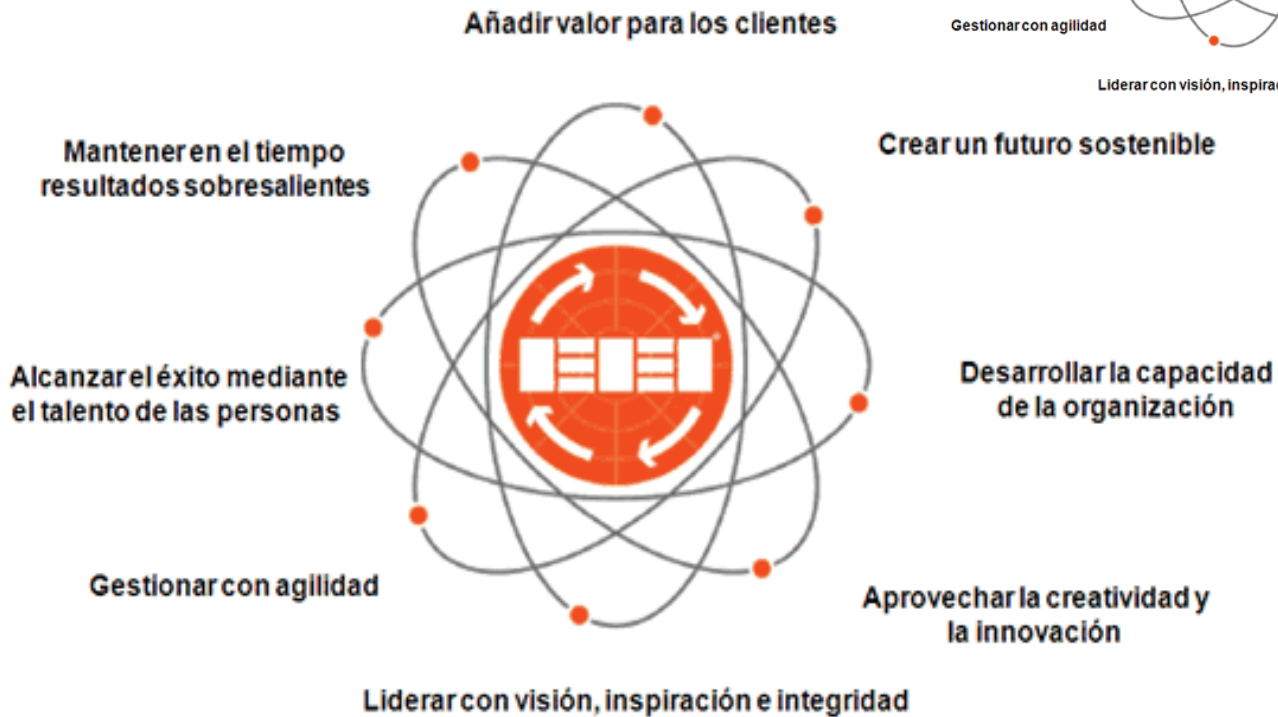 Añadir valor para los clientes
Gestionar con agilidad
Liderar con visión, inspirac
Crear un futuro sostenible
Mantener en el tiempo
resultados sobresalientes
Alcanzar el éxito mediante
el talento de las personas
Desarrollar la capacidad
de la organización
Gestionar con agilidad
Aprovechar la creatividad y
la innovación
Liderar con visión, inspiración e integridad